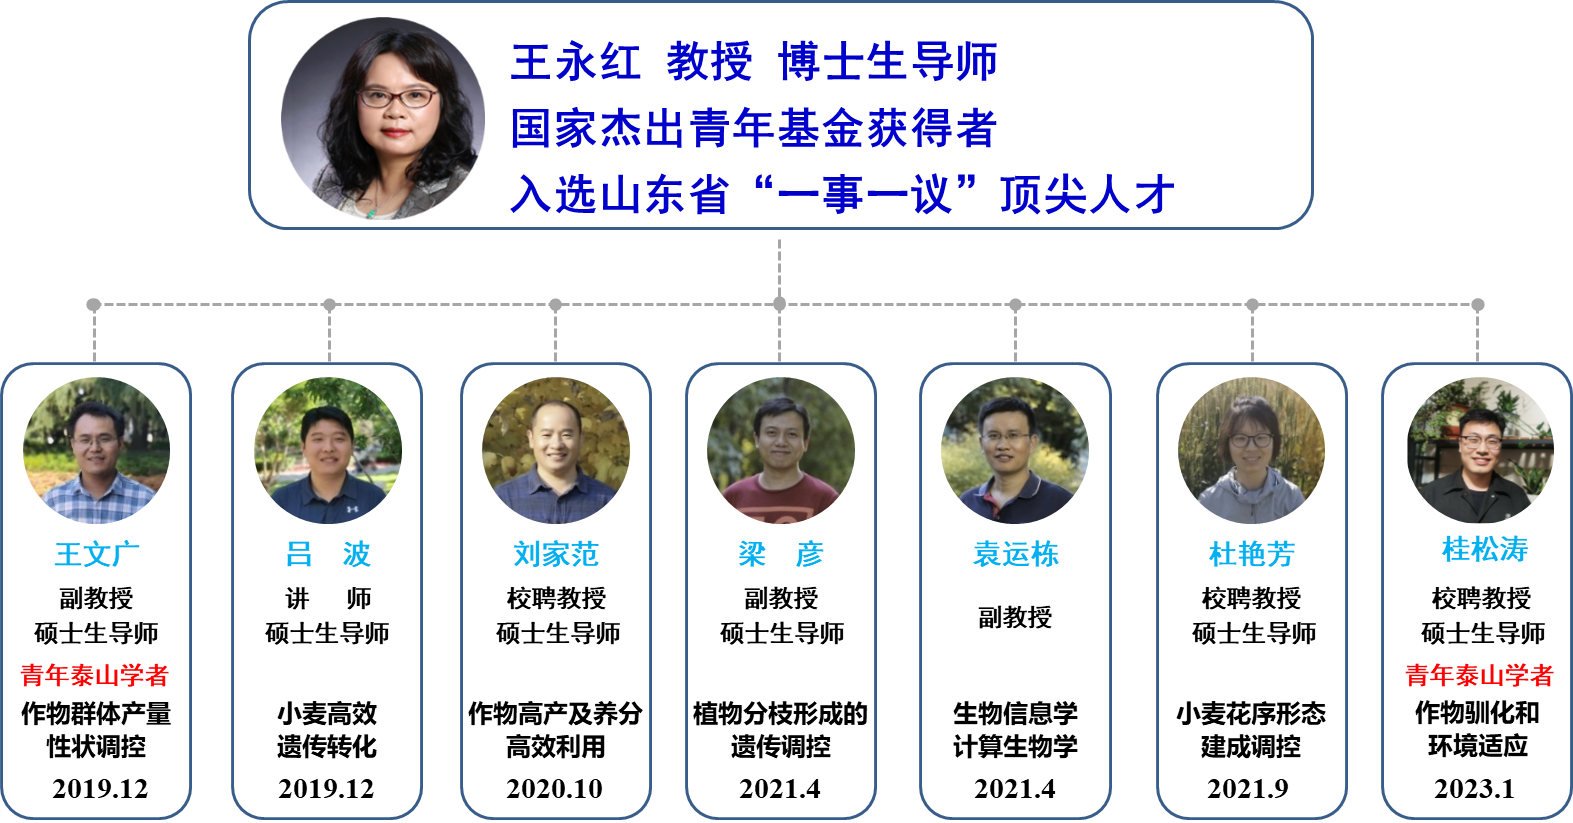 王永红 教授 博士生导师
国家杰出青年基金获得者
入选山东省“一事一议”顶尖人才
王文广
副教授
硕士生导师
青年泰山学者
作物群体产量
性状调控
2019.12
吕 波
讲 师
硕士生导师
小麦高效
遗传转化
2019.12
刘家范
校聘教授
硕士生导师
作物高产及养分
高效利用
2020.10
梁 彦
副教授
硕士生导师
植物分枝形成的
遗传调控
2021.4
袁运栋
副教授
生物信息学
计算生物学
2021.4
杜艳芳
校聘教授
硕士生导师
小麦花序形态
建成调控
2021.9
桂松涛
校聘教授
硕士生导师
青年泰山学者
作物驯化和
环境适应
2023.1